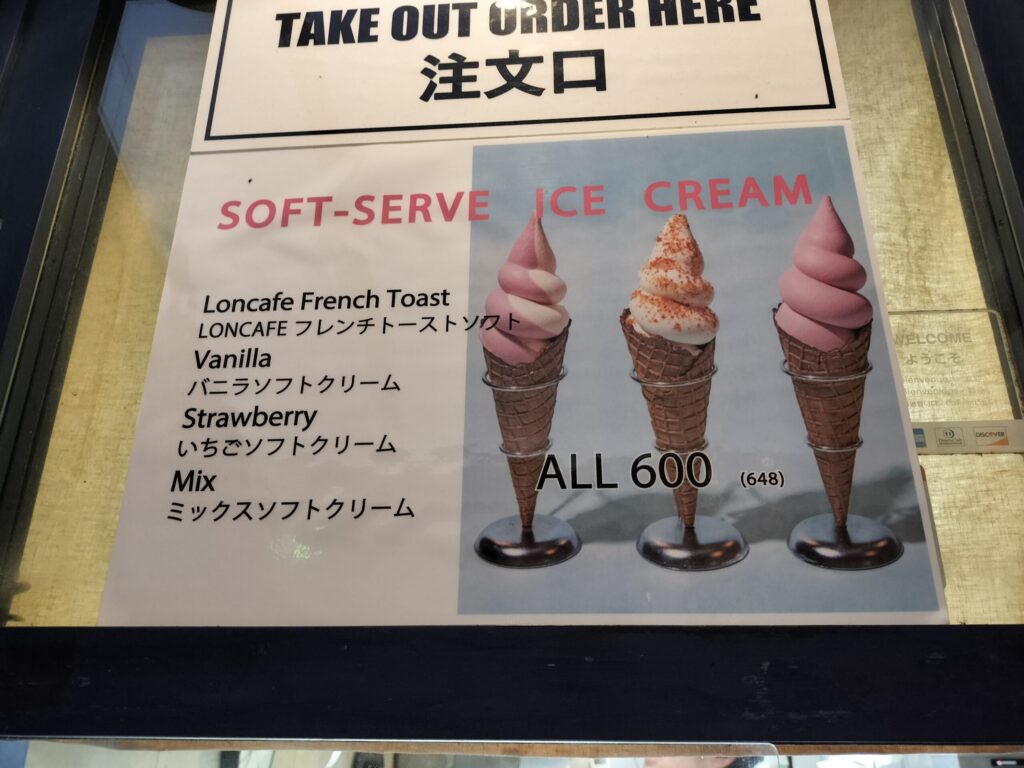 TAKE OUT ORDER HERE
注文口
SOFT-SERVE ICE CREAM
Loncafe French Toast
LONCAFE フレンチトーストソフト
Vanilla
バニラソフトクリーム
Strawberry
いちごソフトクリーム
Mix
ミックスソフトクリーム
ALL 600 (648)
WELCOME
ようこそ
DISCOVER